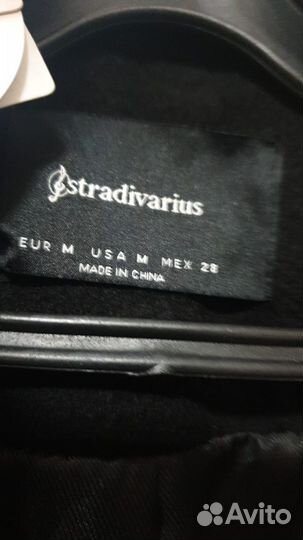 stradivarius
EUR M USA M MEX 28
MADE IN CHINA
Avito